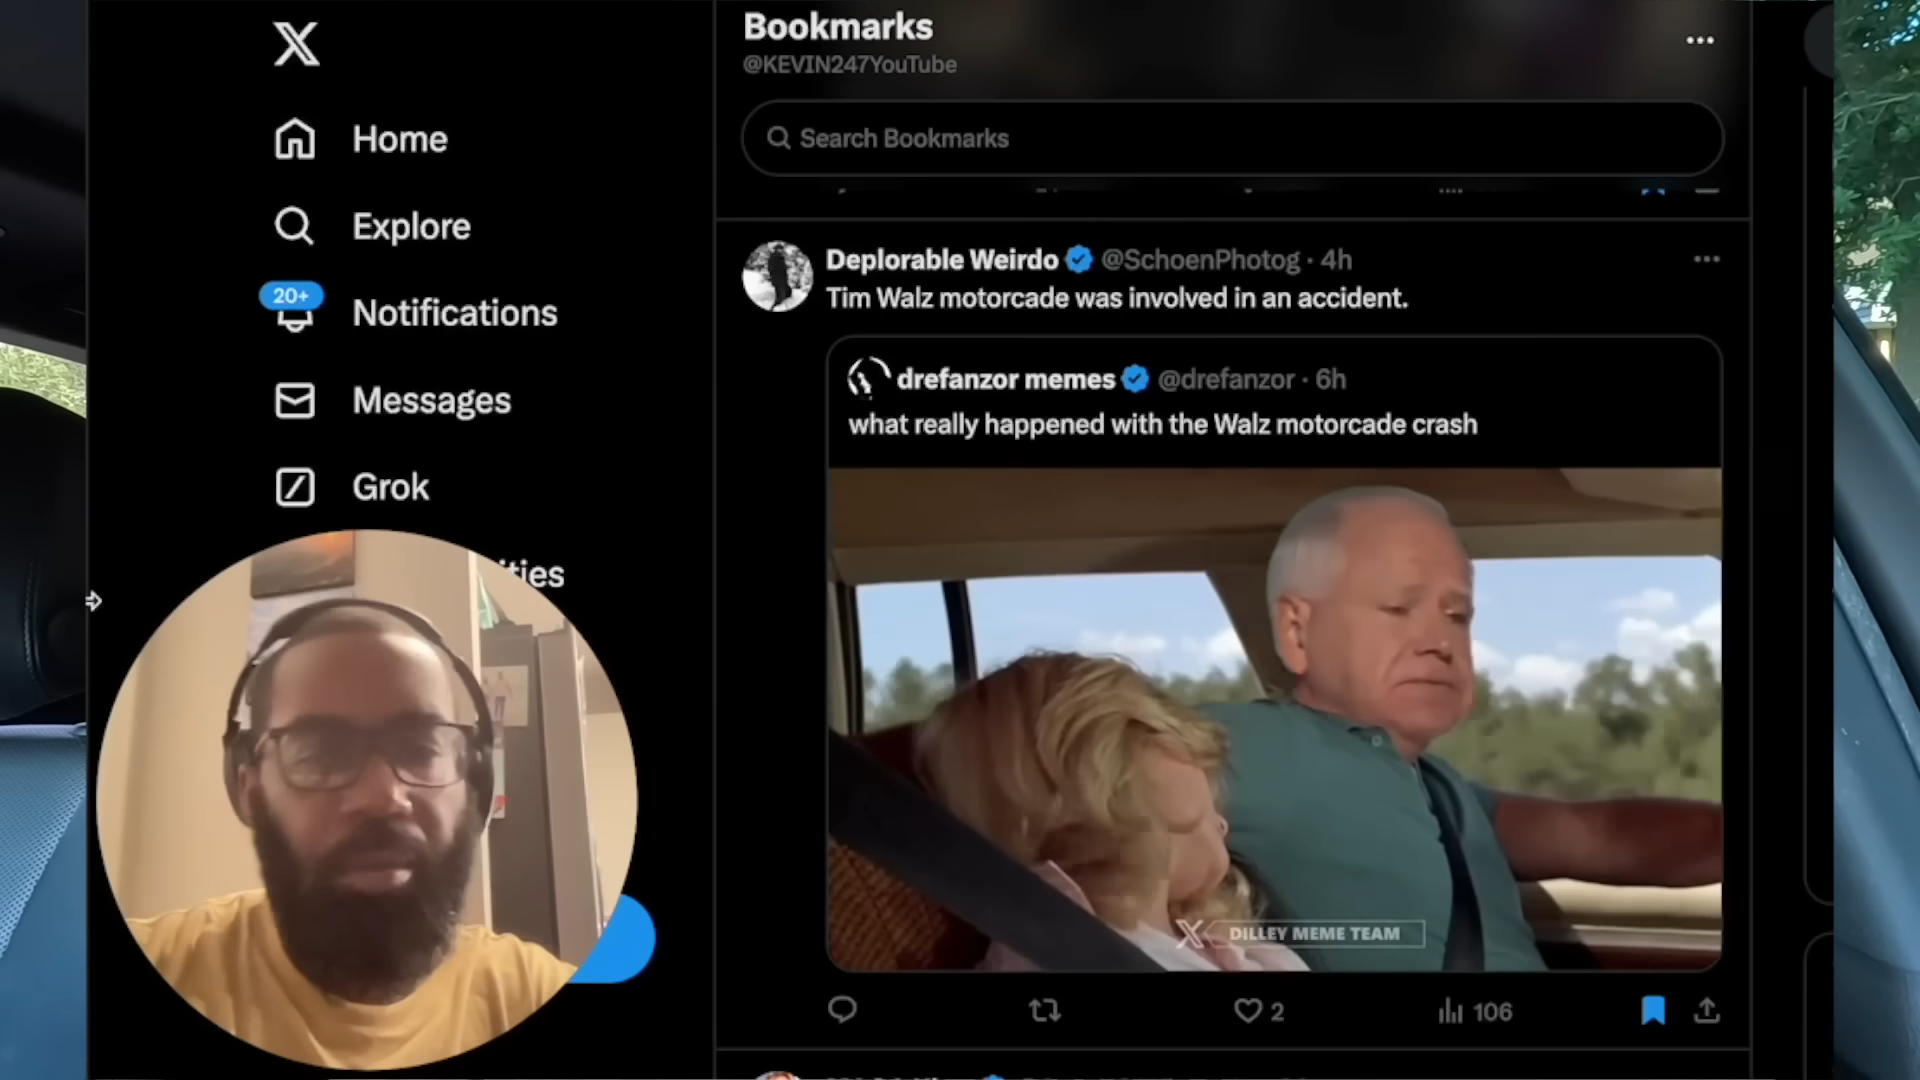 Bookmarks
@KEVIN247YouTube
Search Bookmarks
Home
Explore
20+
Notifications
Messages
Grok
ities
Deplorable Weirdo @SchoenPhotog · 4h
Tim Walz motorcade was involved in an accident.
drefanzor memes @drefanzor · 6h
what really happened with the Walz motorcade crash
DILLEY MEME TEAM
2
106